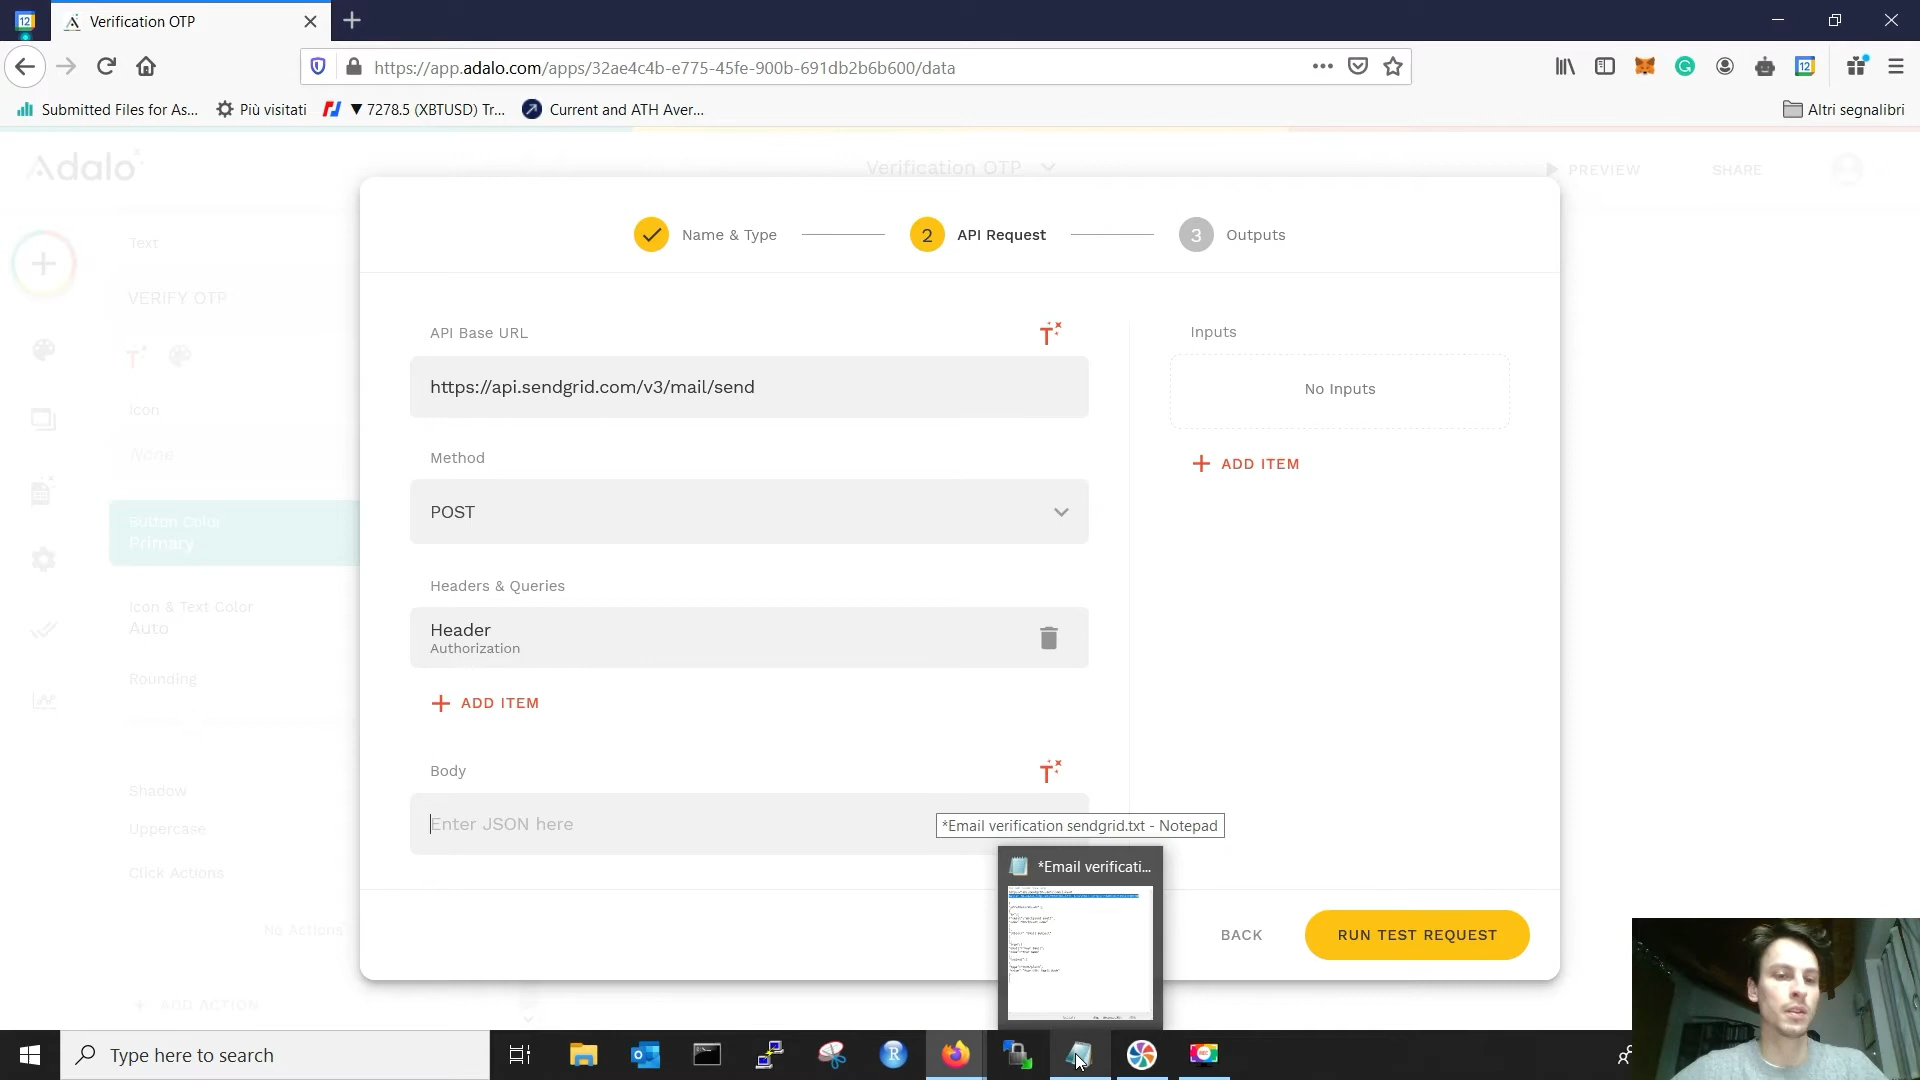 12
Verification OTP
https://app.adalo.com/apps/32ae4c4b-e775-45fe-900b-691db2b6b600/data
12
Submitted Files for As...
Più visitati
▼ 7278.5 (XBTUSD) Tr...
Current and ATH Aver...
Altri segnalibri
Adalo
Verification OTP
PREVIEW
SHARE
Name & Type
2
API Request
3
Outputs
Text
VERIFY OTP
Icon
None
Button Color
Primary
Icon & Text Color
Auto
Rounding
Shadow
Uppercase
Click Actions
No Actions
+ ADD ACTION
API Base URL
https://api.sendgrid.com/v3/mail/send
Method
POST
Headers & Queries
Header
Authorization
+ ADD ITEM
Body
Enter JSON here
Inputs
No Inputs
+ ADD ITEM
*Email verification sendgrid.txt - Notepad
*Email verificati...
BACK
RUN TEST REQUEST
Type here to search